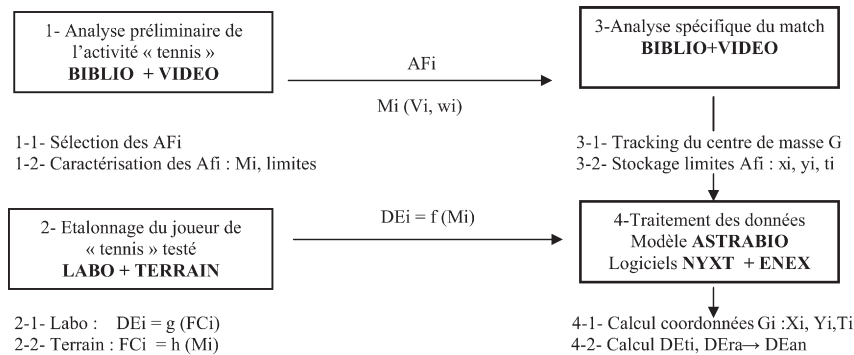 1- Analyse préliminaire de
l'activité « tennis »
BIBLIO + VIDEO
AFi
Mi (Vi, wi)
3-Analyse spécifique du match
BIBLIO+VIDEO
1-1- Sélection des AFi
1-2- Caractérisation des Afi : Mi, limites
3-1- Tracking du centre de masse G
3-2- Stockage limites Afi : xi, yi, ti
2- Etalonnage du joueur de
« tennis » testé
LABO + TERRAIN
DEi = f (Mi)
4-Traitement des données
Modèle ASTRABIO
Logiciels NYXT + ENEX
2-1- Labo : DEi = g (FCi)
2-2- Terrain : FCi = h (Mi)
4-1- Calcul coordonnées Gi :Xi, Yi,Ti
4-2- Calcul DEti, DEra→ DEan